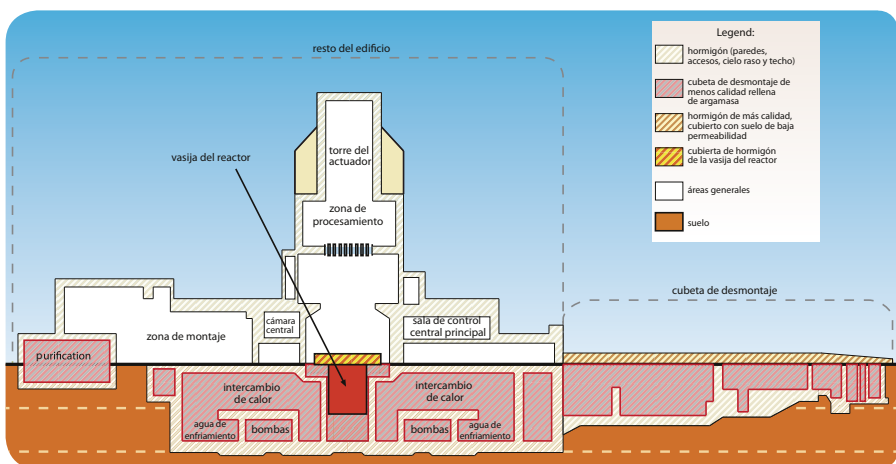 resto del edificio
vasija del reactor
torre del
actuador
zona de
procesamiento
zona de montaje
cámara
central
sala de control
central principal
purification
intercambio
de calor
intercambio
de calor
agua de
enfriamiento
bombas
bombas
agua de
enfriamiento
cubeta de desmontaje
Legend:
hormigón (paredes,
accesos, cielo raso y techo)
cubeta de desmontaje de
menos calidad rellena
de argamasa
hormigón de más calidad,
cubierto con suelo de baja
permeabilidad
cubierta de hormigón
de la vasija del reactor
áreas generales
suelo